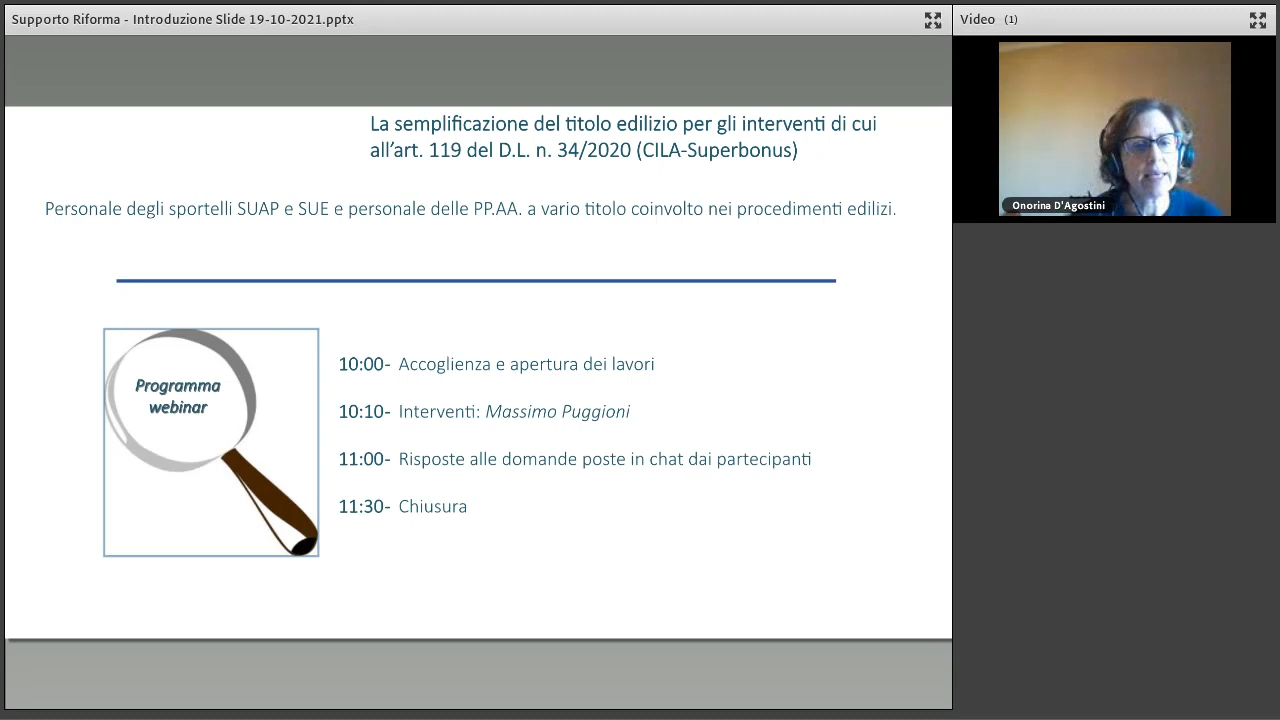 Supporto Riforma - Introduzione Slide 19-10-2021.pptx
Video (1)
La semplificazione del titolo edilizio per gli interventi di cui
all'art. 119 del D.L. n. 34/2020 (CILA-Superbonus)
Personale degli sportelli SUAP e SUE e personale delle PP.AA. a vario titolo coinvolto nei procedimenti edilizi.
Programma
webinar
10:00- Accoglienza e apertura dei lavori
10:10- Interventi: Massimo Puggioni
11:00- Risposte alle domande poste in chat dai partecipanti
11:30- Chiusura
Onorina D'Agostini